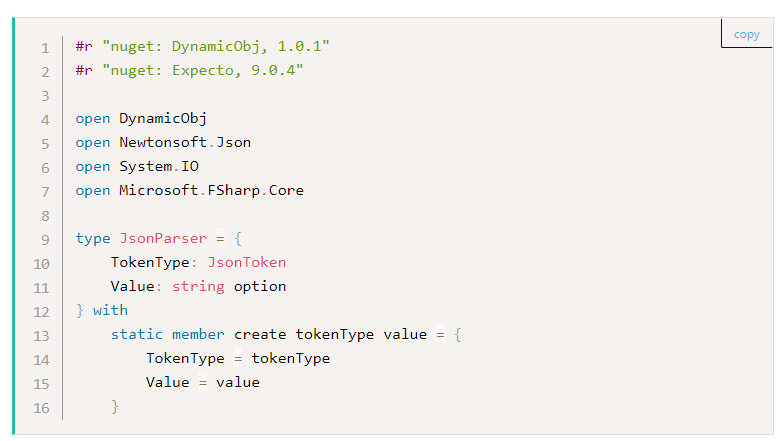 copy
1 #r "nuget: DynamicObj, 1.0.1"
2 #r "nuget: Expecto, 9.0.4"
3
4 open DynamicObj
5 open Newtonsoft.Json
6 open System.IO
7 open Microsoft.FSharp.Core
8
9 type JsonParser = {
10     TokenType: JsonToken
11     Value: string option
12 } with
13     static member create tokenType value = {
14         TokenType = tokenType
15         Value = value
16     }